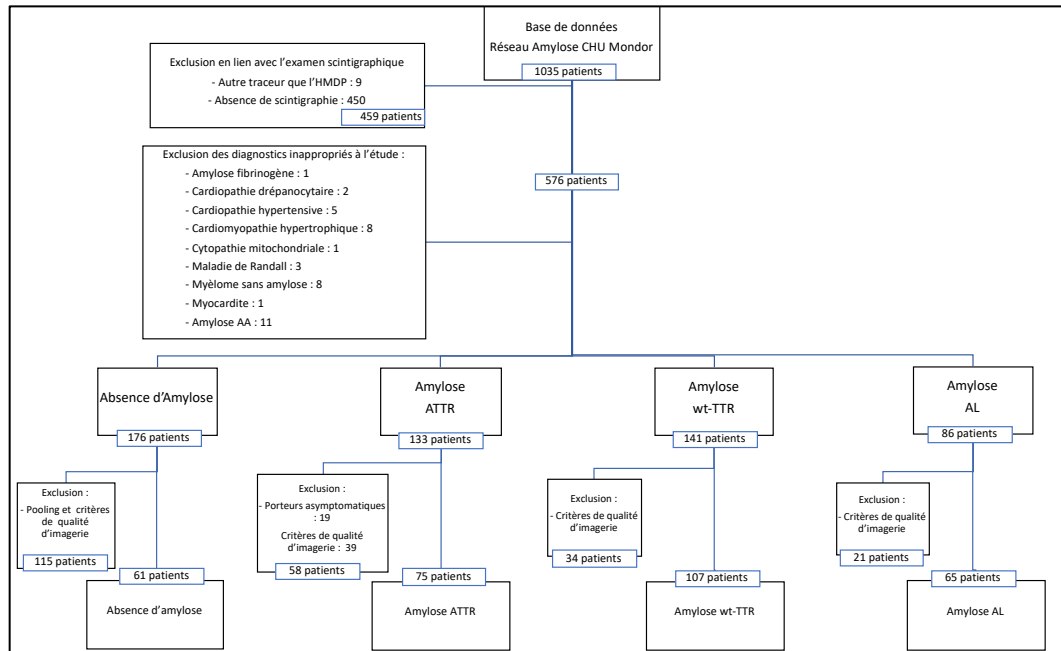 Base de données
Réseau Amylose CHU Mondor
1035 patients
Exclusion en lien avec l'examen scintigraphique
- Autre traceur que l'HMDP : 9
- Absence de scintigraphie : 450
459 patients
Exclusion des diagnostics inappropriés à l'étude :
- Amylose fibrinogène : 1
- Cardiopathie drépanocytaire : 2
- Cardiopathie hypertensive : 5
- Cardiomyopathie hypertrophique : 8
- Cytopathie mitochondriale : 1
- Maladie de Randall : 3
- Myèlome sans amylose : 8
- Myocardite : 1
- Amylose AA : 11
576 patients
Absence d'Amylose
176 patients
Amylose
ATTR
133 patients
Amylose
wt-TTR
141 patients
Amylose
AL
86 patients
Exclusion :
- Pooling et critères
de qualité
d'imagerie
115 patients
61 patients
Absence d'amylose
Exclusion :
- Porteurs asymptomatiques
: 19
Critères de qualité
d'imagerie : 39
58 patients
75 patients
Amylose ATTR
Exclusion :
- Critères de qualité
d'imagerie
34 patients
107 patients
Amylose wt-TTR
Exclusion :
- Critères de qualité
d'imagerie
21 patients
65 patients
Amylose AL